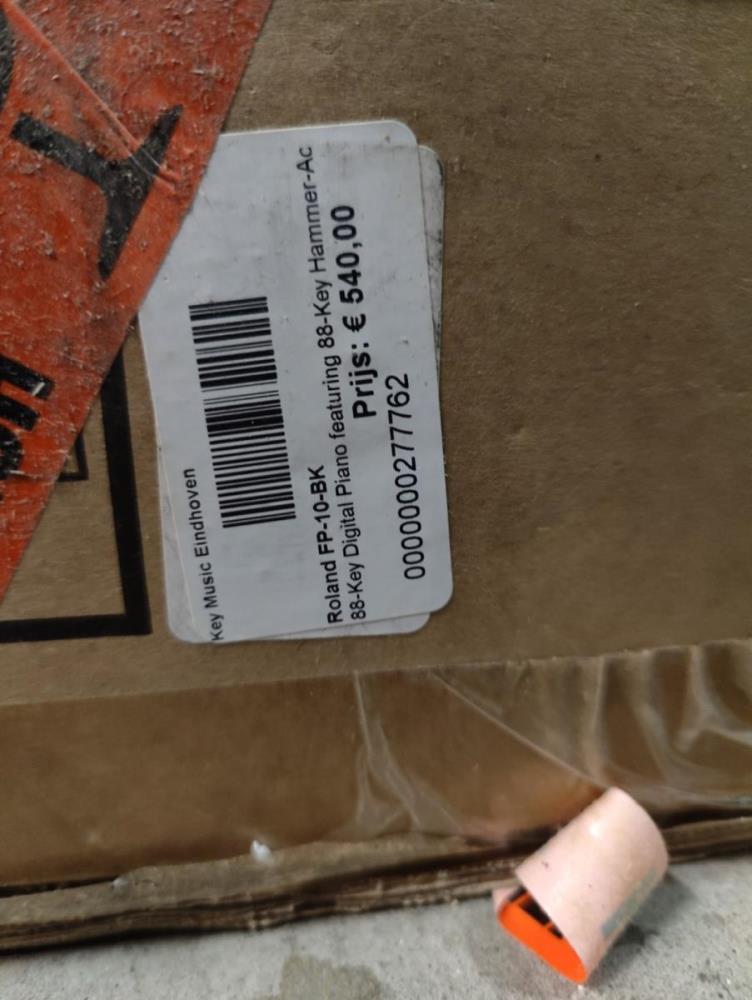 Key Music Eindhoven
Roland FP-10-BK
88-Key Digital Piano featuring 88-Key Hammer-Ac
Prijs: € 540,00
0000000277762